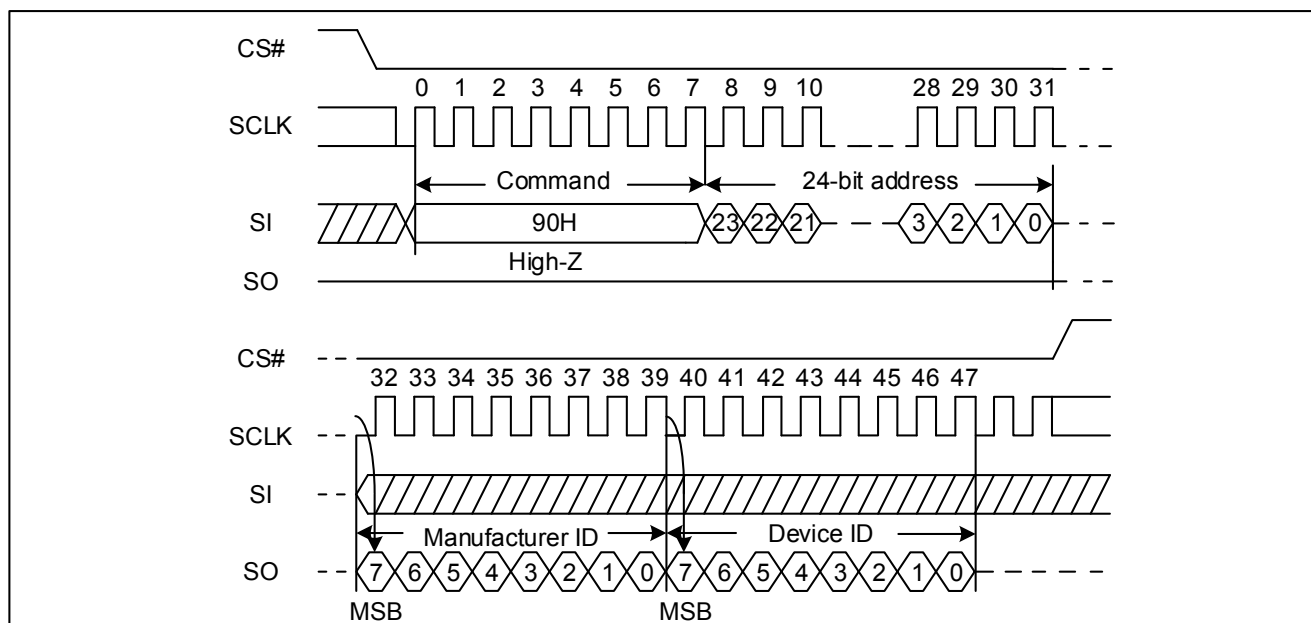 CS#
0 1 2 3 4 5 6 7 8 9 10 28 29 30 31
SCLK
Command 24-bit address
SI 90H 23 22 21 3 2 1 0
High-Z
SO
CS#
32 33 34 35 36 37 38 39 40 41 42 43 44 45 46 47
SCLK
SI
Manufacturer ID Device ID
SO 7 6 5 4 3 2 1 0 7 6 5 4 3 2 1 0
MSB MSB